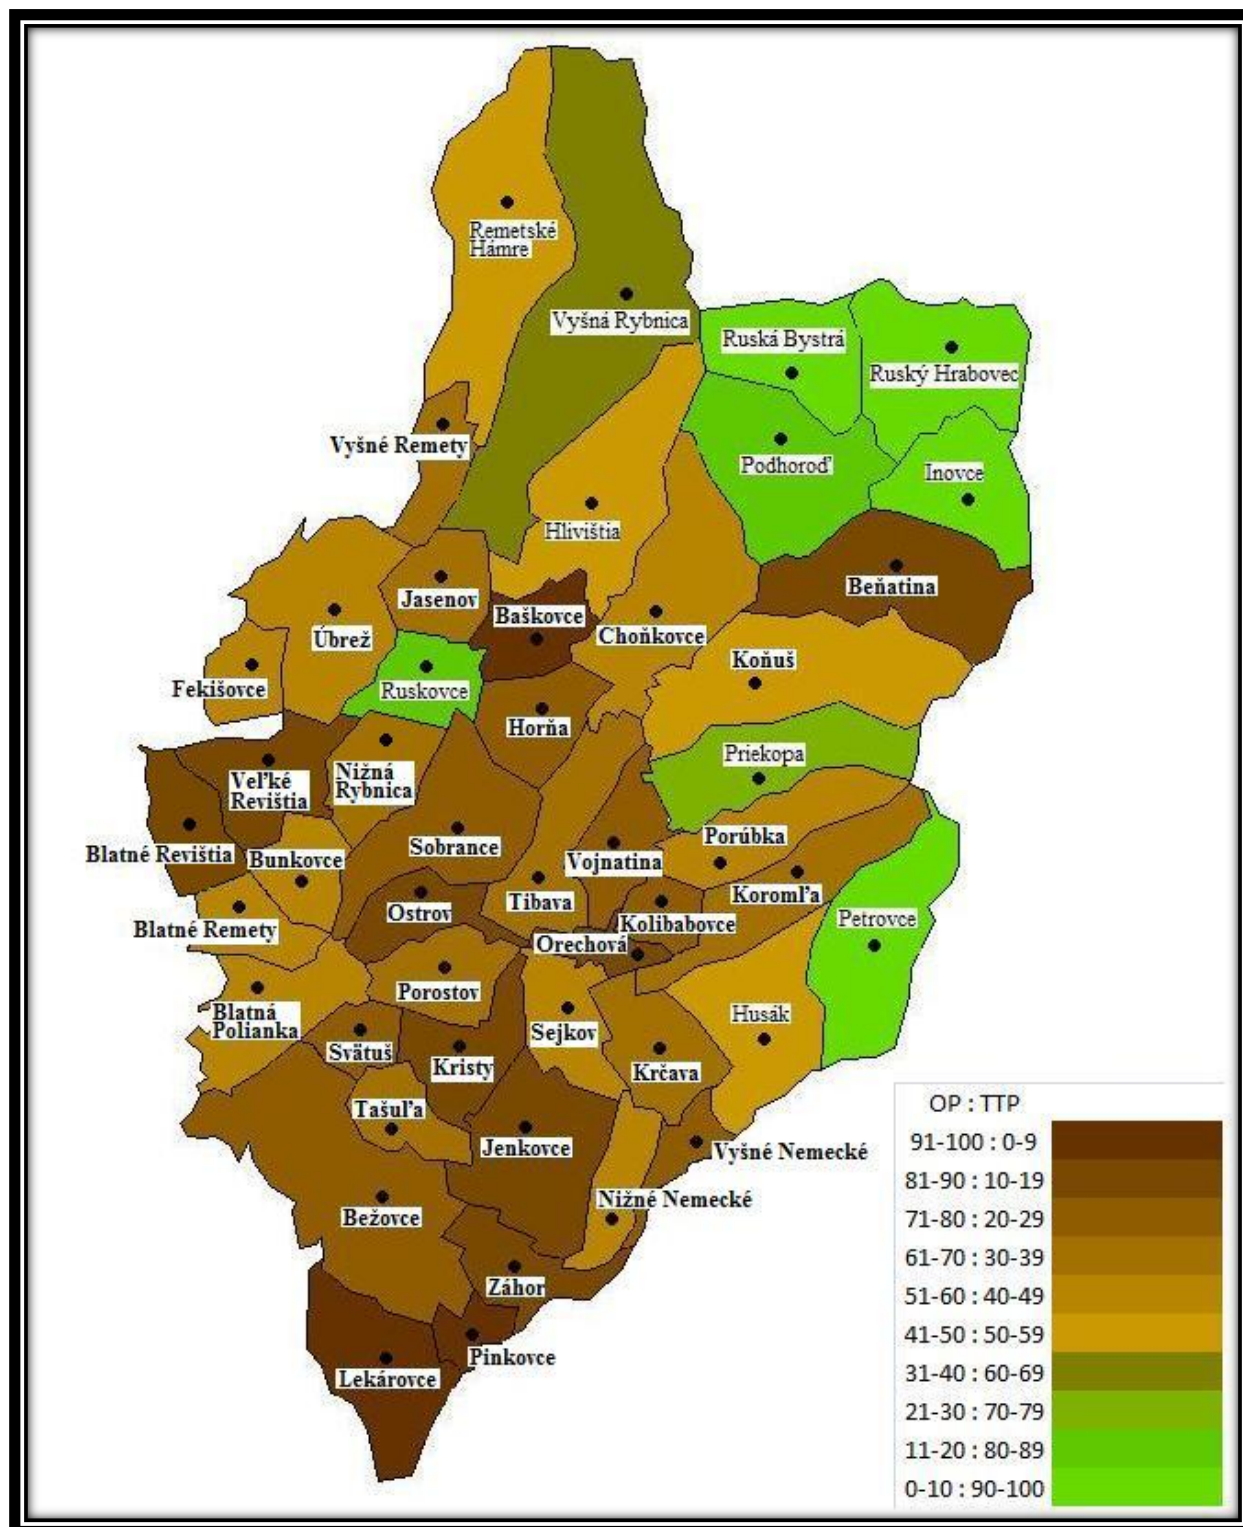 Remetské
Hámre
Vyšná Rybnica
Ruská Bystrá
Ruský Hrabovec
Vyšné Remety
Podhoroď
Inovce
Hlivištia
Beňatina
Jasenov
Baškovce
Choňkovce
Úbrež
Koňuš
Fekišovce
Ruskovce
Horňa
Priekopa
Veľké
Revištia
Nižná
Rybnica
Porúbka
Sobrance
Blatné Revištia
Bunkovce
Vojnatina
Koromľa
Tibava
Ostrov
Kolibabovce
Petrovce
Blatné Remety
Orechová
Porostov
Blatná
Polianka
Sejkov
Husák
Svätuš
Kristy
Krčava
Tašuľa
Jenkovce
Vyšné Nemecké
Nižné Nemecké
Bežovce
Záhor
Pinkovce
Lekárovce
OP : TTP
91-100 : 0-9
81-90 : 10-19
71-80 : 20-29
61-70 : 30-39
51-60 : 40-49
41-50 : 50-59
31-40 : 60-69
21-30 : 70-79
11-20 : 80-89
0-10 : 90-100